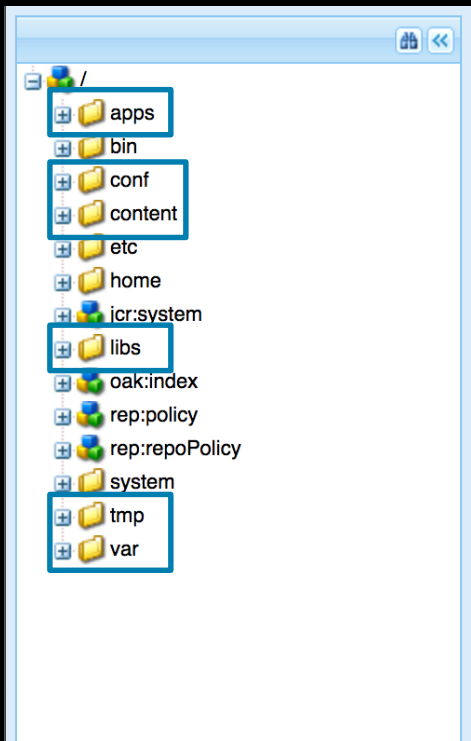 /
apps
bin
conf
content
etc
home
jcr:system
libs
oak:index
rep:policy
rep:repoPolicy
system
tmp
var